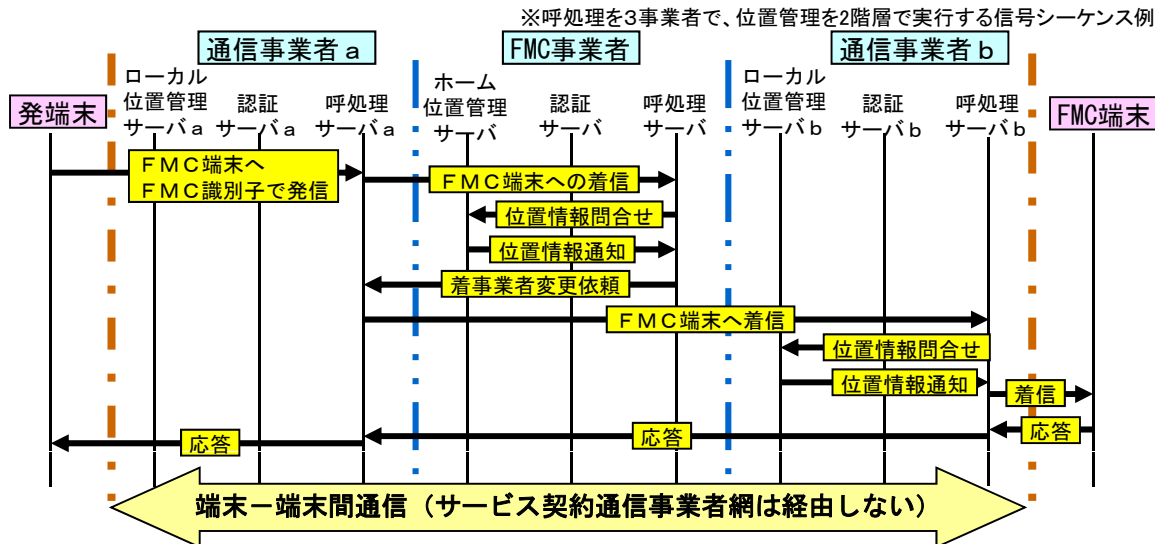 ※呼処理を3事業者で、位置管理を2階層で実行する信号シーケンス例
通信事業者a
FMC事業者
通信事業者b
発端末
ローカル
位置管理
サーバa
認証
サーバa
呼処理
サーバa
ホーム
位置管理
サーバ
認証
サーバ
呼処理
サーバ
ローカル
位置管理
サーバb
認証
サーバb
呼処理
サーバb
FMC端末
FMC端末へ
FMC識別子で発信
FMC端末への着信
位置情報問合せ
位置情報通知
着事業者変更依頼
FMC端末へ着信
位置情報問合せ
位置情報通知
着信
応答
応答
応答
端末-端末間通信(サービス契約通信事業者網は経由しない)